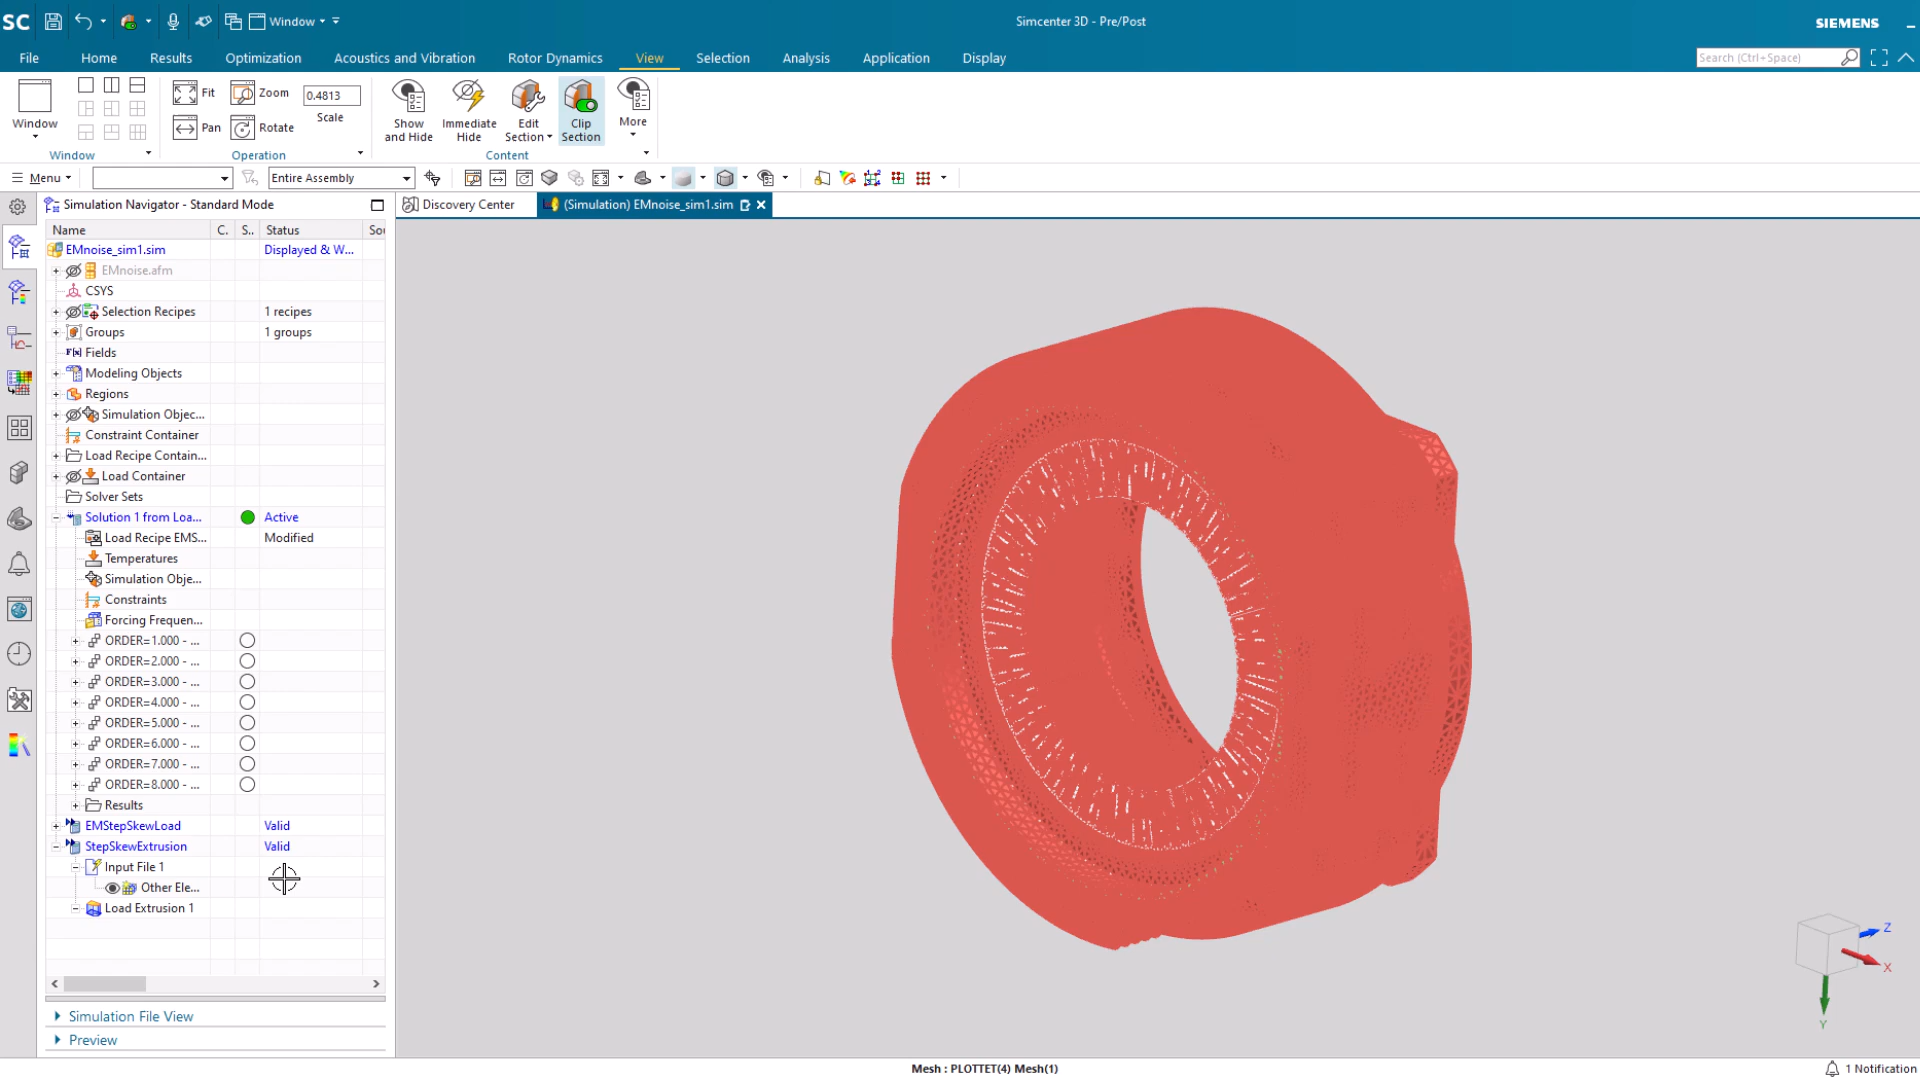 SC
Window
Simcenter 3D - Pre/Post
SIEMENS
File
Home
Results
Optimization
Acoustics and Vibration
Rotor Dynamics
View
Selection
Analysis
Application
Display
Search (Ctrl+Space)
Window
Fit
Zoom
0.4813
Pan
Rotate
Scale
Show and Hide
Immediate Hide
Edit Section
Clip Section
More
Window
Operation
Content
Menu
Entire Assembly
Simulation Navigator - Standard Mode
Discovery Center
(Simulation) EMnoise_sim1.sim
Name C. S.. Status Sou
EMnoise_sim1.sim Displayed & W...
EMnoise.afm
CSYS
Selection Recipes 1 recipes
Groups 1 groups
F(x) Fields
Modeling Objects
Regions
Simulation Objec...
Constraint Container
Load Recipe Contain...
Load Container
Solver Sets
Solution 1 from Loa... Active
Load Recipe EMS... Modified
Temperatures
Simulation Obje...
Constraints
Forcing Frequen...
ORDER=1.000 - ...
ORDER=2.000 - ...
ORDER=3.000 - ...
ORDER=4.000 - ...
ORDER=5.000 - ...
ORDER=6.000 - ...
ORDER=7.000 - ...
ORDER=8.000 - ...
Results
EMStepSkewLoad Valid
StepSkewExtrusion Valid
Input File 1
Other Ele...
Load Extrusion 1
Simulation File View
Preview
Z
X
Y
Mesh : PLOTTET(4) Mesh(1)
1 Notification